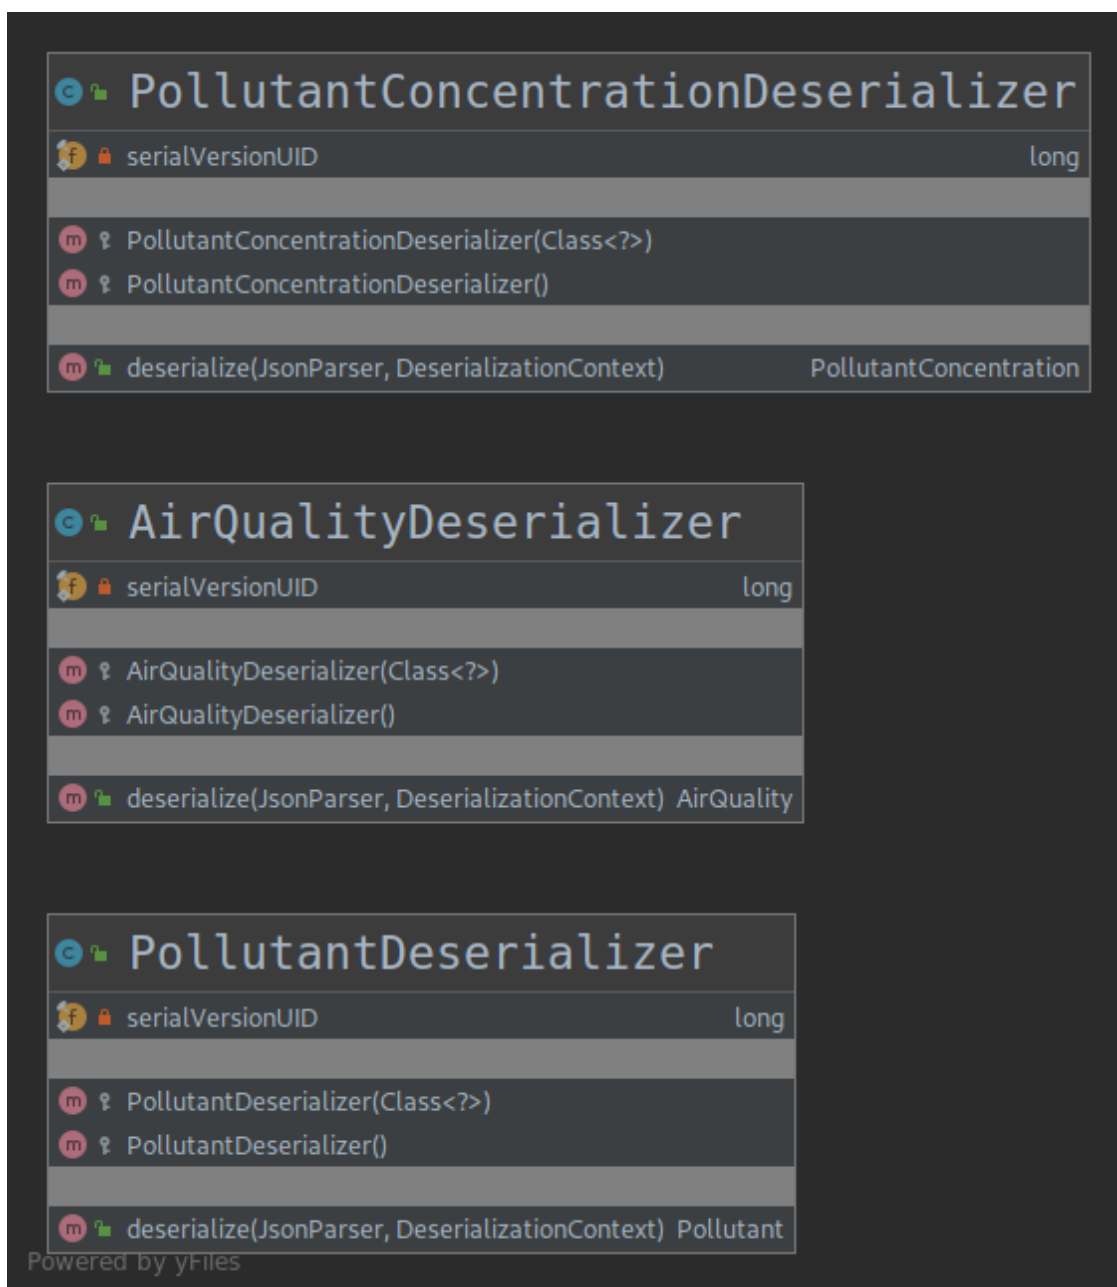 PollutantConcentrationDeserializer
serialVersionUID long
PollutantConcentrationDeserializer(Class<?>)
PollutantConcentrationDeserializer()
deserialize(JsonParser, DeserializationContext) PollutantConcentration
AirQualityDeserializer
serialVersionUID long
AirQualityDeserializer(Class<?>)
AirQualityDeserializer()
deserialize(JsonParser, DeserializationContext) AirQuality
PollutantDeserializer
serialVersionUID long
PollutantDeserializer(Class<?>)
PollutantDeserializer()
deserialize(JsonParser, DeserializationContext) Pollutant
Powered by yFiles